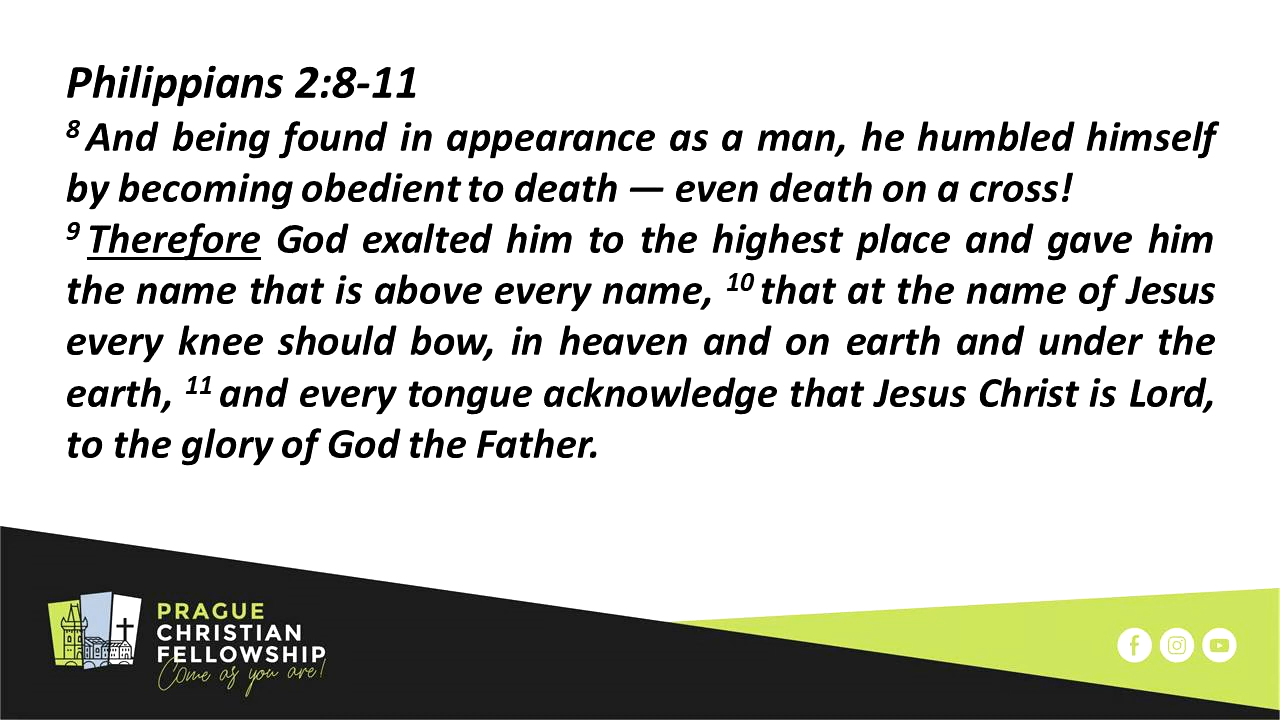 Philippians 2:8-11
8 And being found in appearance as a man, he humbled himself
by becoming obedient to death — even death on a cross!
9 Therefore God exalted him to the highest place and gave him
the name that is above every name, 10 that at the name of Jesus
every knee should bow, in heaven and on earth and under the
earth, 11 and every tongue acknowledge that Jesus Christ is Lord,
to the glory of God the Father.
PRAGUE
CHRISTIAN
FELLOWSHIP
Come as you are!